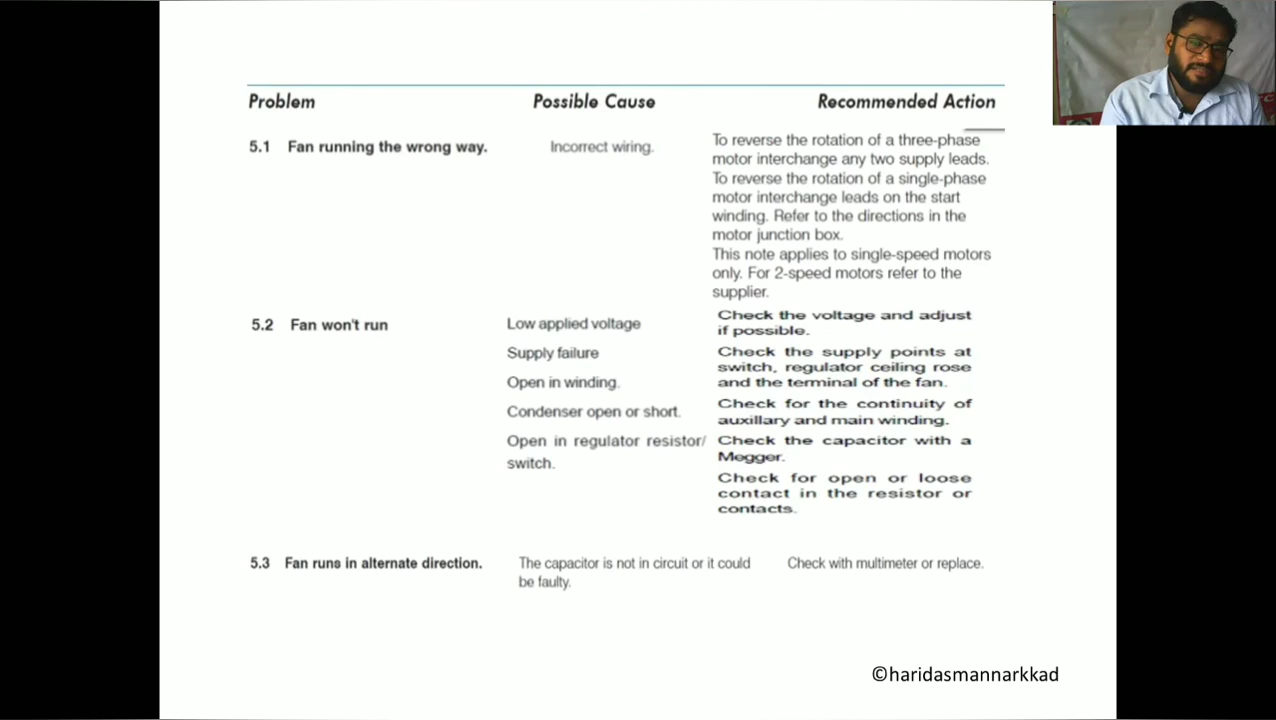 Problem Possible Cause Recommended Action
5.1 Fan running the wrong way. Incorrect wiring. To reverse the rotation of a three-phase
motor interchange any two supply leads.
To reverse the rotation of a single-phase
motor interchange leads on the start
winding. Refer to the directions in the
motor junction box.
This note applies to single-speed motors
only. For 2-speed motors refer to the
supplier.
5.2 Fan won't run
Low applied voltage
Supply failure
Open in winding.
Condenser open or short.
Open in regulator resistor/
switch.
Check the voltage and adjust
if possible.
Check the supply points at
switch, regulator ceiling rose
and the terminal of the fan.
Check for the continuity of
auxillary and main winding.
Check the capacitor with a
Megger.
Check for open or loose
contact in the resistor or
contacts.
5.3 Fan runs in alternate direction. The capacitor is not in circuit or it could Check with multimeter or replace.
be faulty.
©haridasmannarkkad